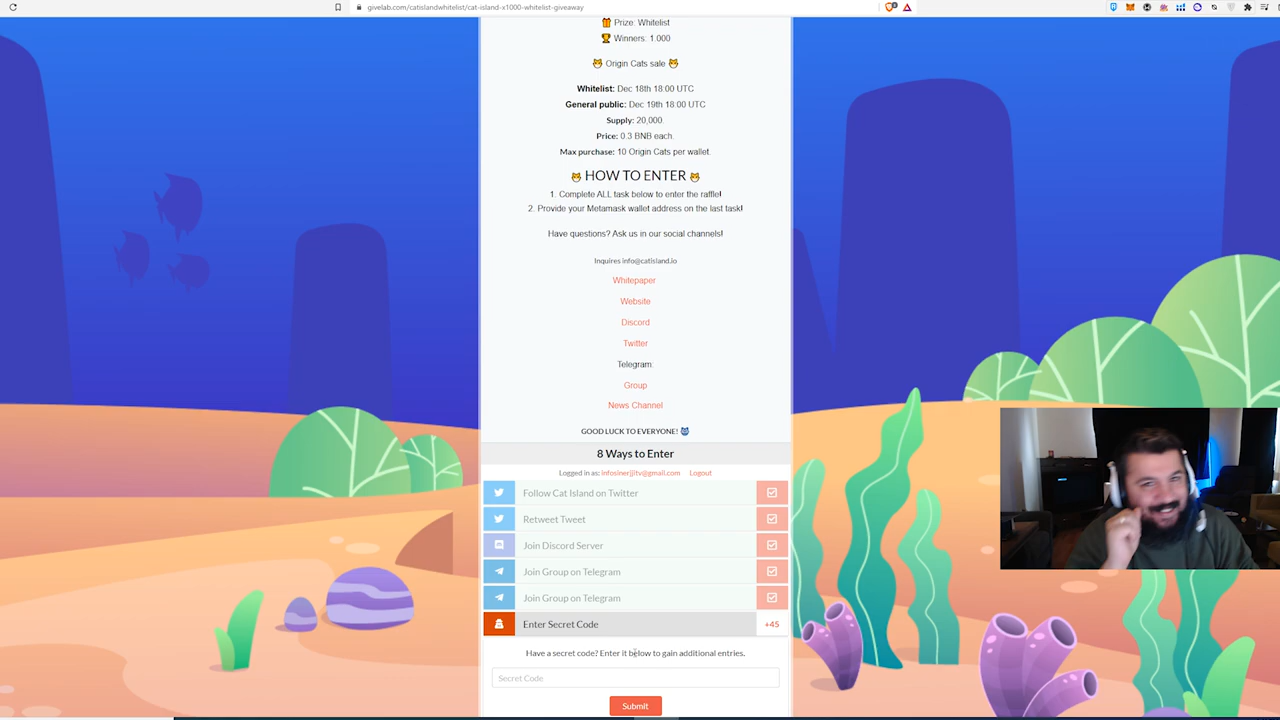 givelab.com/catislandwhitelist/cat-island-x1000-whitelist-giveaway
Prize: Whitelist
Winners: 1.000
Origin Cats sale
Whitelist: Dec 18th 18:00 UTC
General public: Dec 19th 18:00 UTC
Supply: 20,000.
Price: 0.3 BNB each.
Max purchase: 10 Origin Cats per wallet.
HOW TO ENTER
1. Complete ALL task below to enter the raffle!
2. Provide your Metamask wallet address on the last task!
Have questions? Ask us in our social channels!
Inquires info@catisland.io
Whitepaper
Website
Discord
Twitter
Telegram:
Group
News Channel
GOOD LUCK TO EVERYONE!
8 Ways to Enter
Logged in as: infosinerjjitv@gmail.com Logout
Follow Cat Island on Twitter
Retweet Tweet
Join Discord Server
Join Group on Telegram
Join Group on Telegram
Enter Secret Code +45
Have a secret code? Enter it below to gain additional entries.
Secret Code
Submit